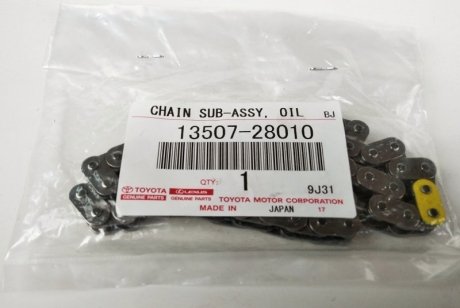 CHAIN SUB-ASSY, OIL BJ
13507-28010
QTY: 1 9J31
TOYOTA LEXUS TOYOTA MOTOR CORPORATION
GENUINE PARTS GENUINE PARTS
MADE IN JAPAN 17